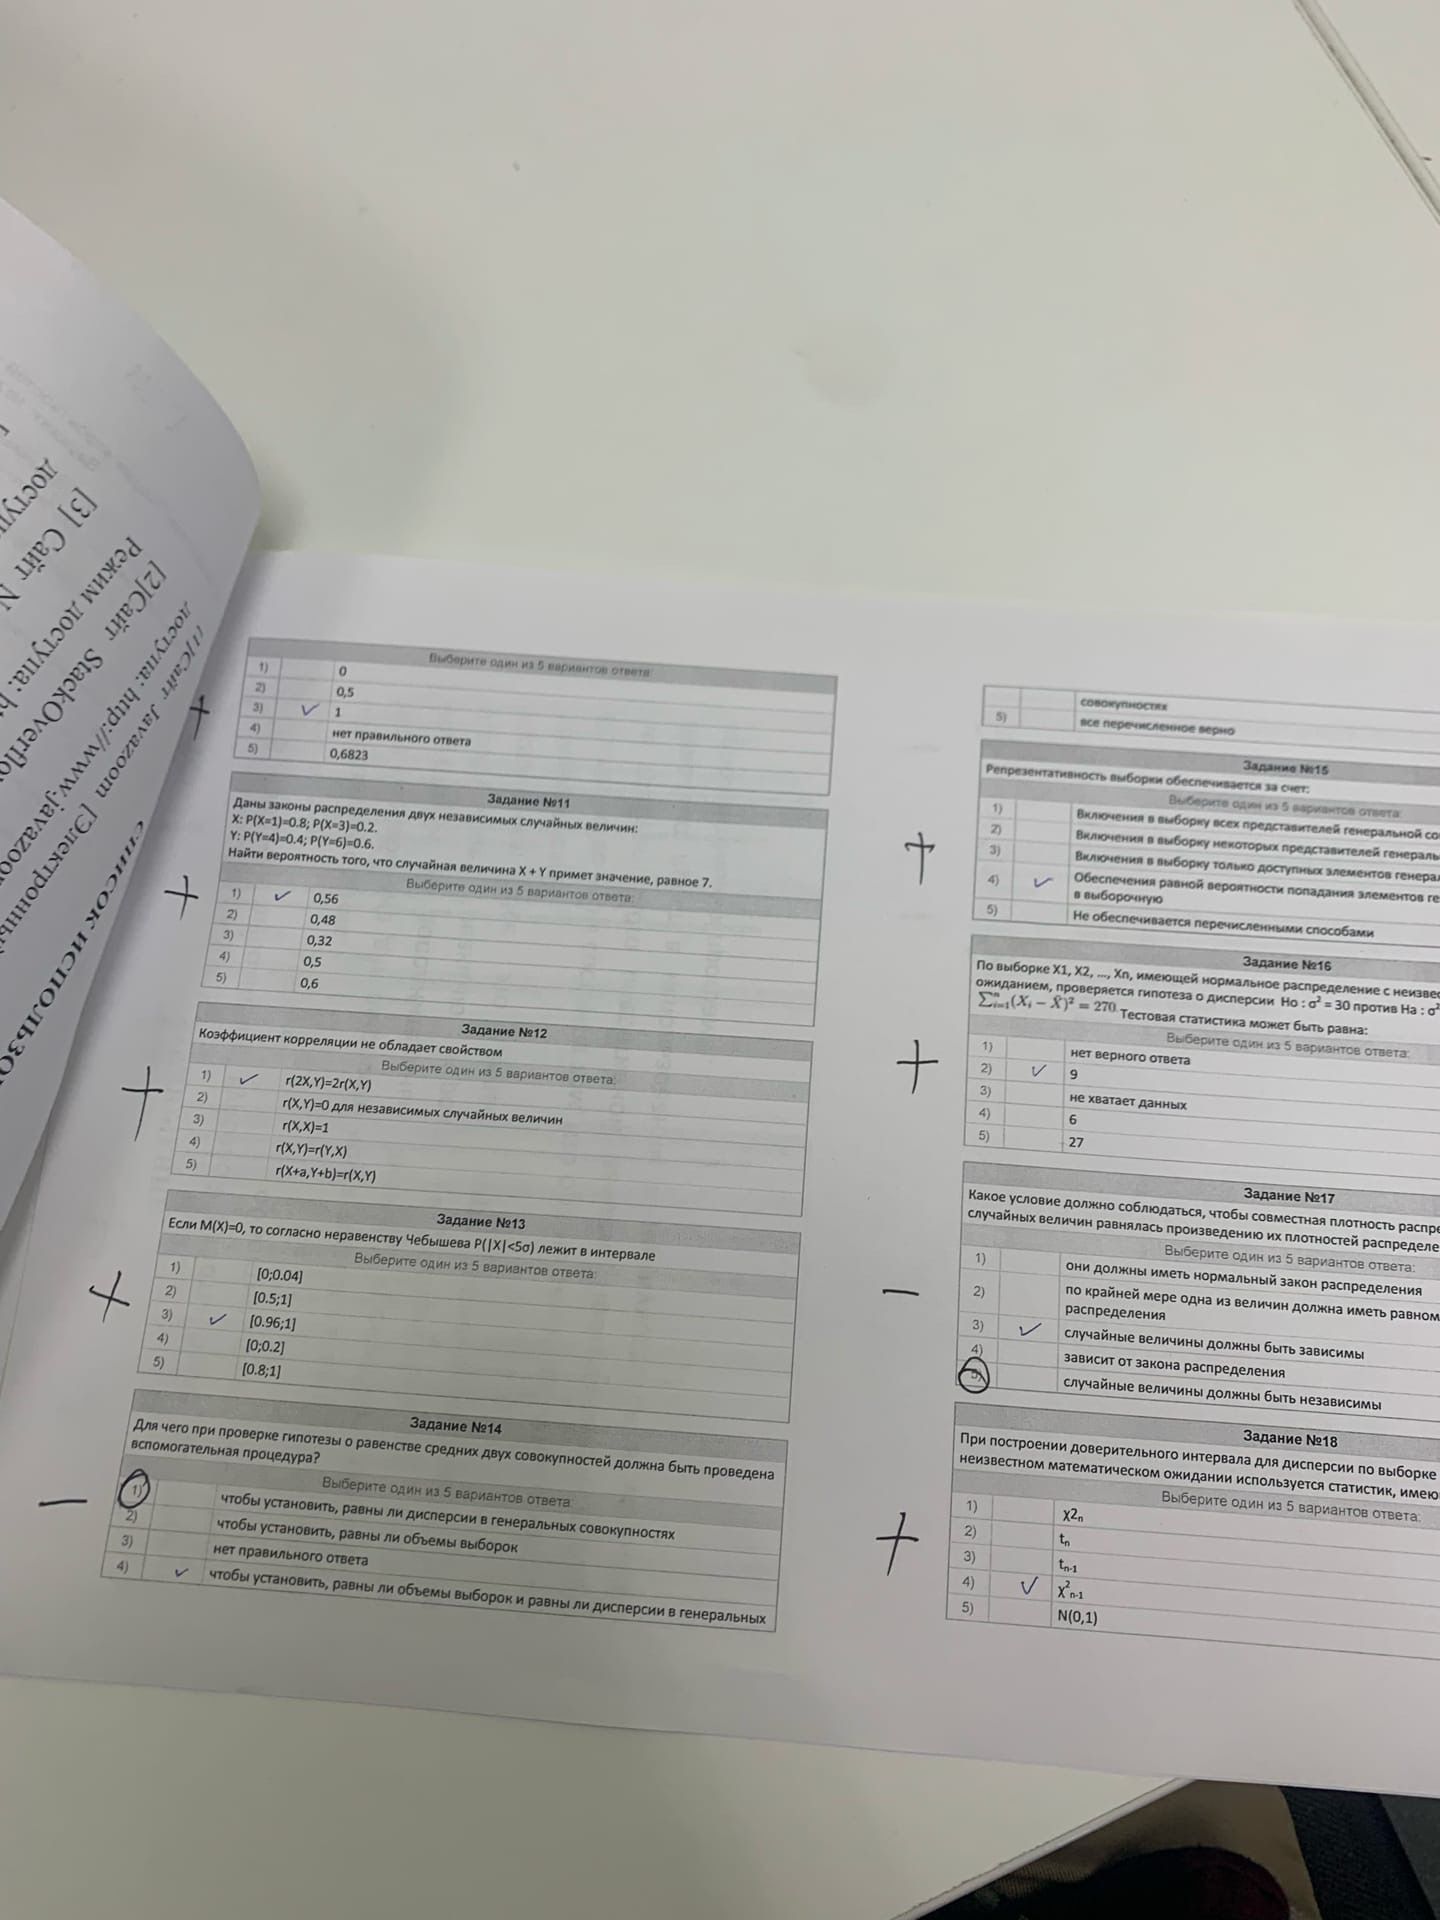 [3] Сайт N
доступ
[2]Сайт StackOverflo
Режим доступа: h
[1]Сайт Javazoom [Электронный
доступа: http://www.javazoom
список использо
Выберите один из 5 вариантов ответа:
1) 0
2) 0,5
3) ✓ 1
4) нет правильного ответа
5) 0,6823
+
Задание №11
Даны законы распределения двух независимых случайных величин:
X: P(X=1)=0.8; P(X=3)=0.2.
Y: P(Y=4)=0.4; P(Y=6)=0.6.
Найти вероятность того, что случайная величина X + Y примет значение, равное 7.
Выберите один из 5 вариантов ответа:
+
1) ✓ 0,56
2) 0,48
3) 0,32
4) 0,5
5) 0,6
Задание №12
Коэффициент корреляции не обладает свойством
Выберите один из 5 вариантов ответа:
+
1) ✓ r(2X,Y)=2r(X,Y)
2) r(X,Y)=0 для независимых случайных величин
3) r(X,X)=1
4) r(X,Y)=r(Y,X)
5) r(X+a,Y+b)=r(X,Y)
Задание №13
Если M(X)=0, то согласно неравенству Чебышева P(|X|<5σ) лежит в интервале
Выберите один из 5 вариантов ответа:
+
1) [0;0.04]
2) [0.5;1]
3) ✓ [0.96;1]
4) [0;0.2]
5) [0.8;1]
Задание №14
Для чего при проверке гипотезы о равенстве средних двух совокупностей должна быть проведена
вспомогательная процедура?
Выберите один из 5 вариантов ответа:
−
1) чтобы установить, равны ли дисперсии в генеральных совокупностях
2) чтобы установить, равны ли объемы выборок
3) нет правильного ответа
4) ✓ чтобы установить, равны ли объемы выборок и равны ли дисперсии в генеральных
совокупностях
5) все перечисленное верно
Задание №15
Репрезентативность выборки обеспечивается за счет:
Выберите один из 5 вариантов ответа:
+
1) Включения в выборку всех представителей генеральной со
2) Включения в выборку некоторых представителей генераль
3) Включения в выборку только доступных элементов генерал
4) ✓ Обеспечения равной вероятности попадания элементов ге
в выборочную
5) Не обеспечивается перечисленными способами
Задание №16
По выборке X1, X2, ..., Xn, имеющей нормальное распределение с неизвес
ожиданием, проверяется гипотеза о дисперсии Ho : σ² = 30 против Ha : σ²
∑ⁿᵢ₌₁(Xᵢ − X̄)² = 270. Тестовая статистика может быть равна:
Выберите один из 5 вариантов ответа:
+
1) нет верного ответа
2) ✓ 9
3) не хватает данных
4) 6
5) 27
Задание №17
Какое условие должно соблюдаться, чтобы совместная плотность распре
случайных величин равнялась произведению их плотностей распределе
Выберите один из 5 вариантов ответа:
−
1) они должны иметь нормальный закон распределения
2) по крайней мере одна из величин должна иметь равном
распределения
3) ✓ случайные величины должны быть зависимы
4) зависит от закона распределения
5) случайные величины должны быть независимы
Задание №18
При построении доверительного интервала для дисперсии по выборке
неизвестном математическом ожидании используется статистик, имею
Выберите один из 5 вариантов ответа:
+
1) χ2ₙ
2) tₙ
3) tₙ₋₁
4) ✓ χ²ₙ₋₁
5) N(0,1)